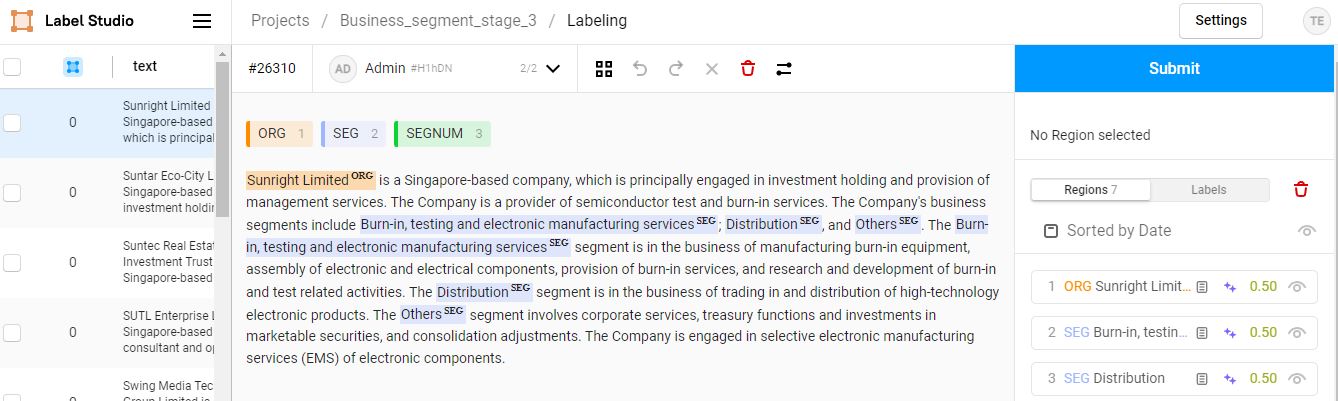 Label Studio
Projects / Business_segment_stage_3 / Labeling
Settings
TE
text
#26310
AD Admin #H1hDN 2/2
Submit
0 Sunright Limited
Singapore-based
which is principal
0 Suntar Eco-City L
Singapore-based
investment holdin
0 Suntec Real Estat
Investment Trust
Singapore-based
0 SUTL Enterprise L
Singapore-based
consultant and op
0 Swing Media Tec
Group Limited is
ORG 1 SEG 2 SEGNUM 3
Sunright Limited ORG is a Singapore-based company, which is principally engaged in investment holding and provision of
management services. The Company is a provider of semiconductor test and burn-in services. The Company's business
segments include Burn-in, testing and electronic manufacturing services SEG; Distribution SEG, and Others SEG. The Burn-
in, testing and electronic manufacturing services SEG segment is in the business of manufacturing burn-in equipment,
assembly of electronic and electrical components, provision of burn-in services, and research and development of burn-in
and test related activities. The Distribution SEG segment is in the business of trading in and distribution of high-technology
electronic products. The Others SEG segment involves corporate services, treasury functions and investments in
marketable securities, and consolidation adjustments. The Company is engaged in selective electronic manufacturing
services (EMS) of electronic components.
No Region selected
Regions 7 Labels
Sorted by Date
1 ORG Sunright Limit... 0.50
2 SEG Burn-in, testin... 0.50
3 SEG Distribution 0.50